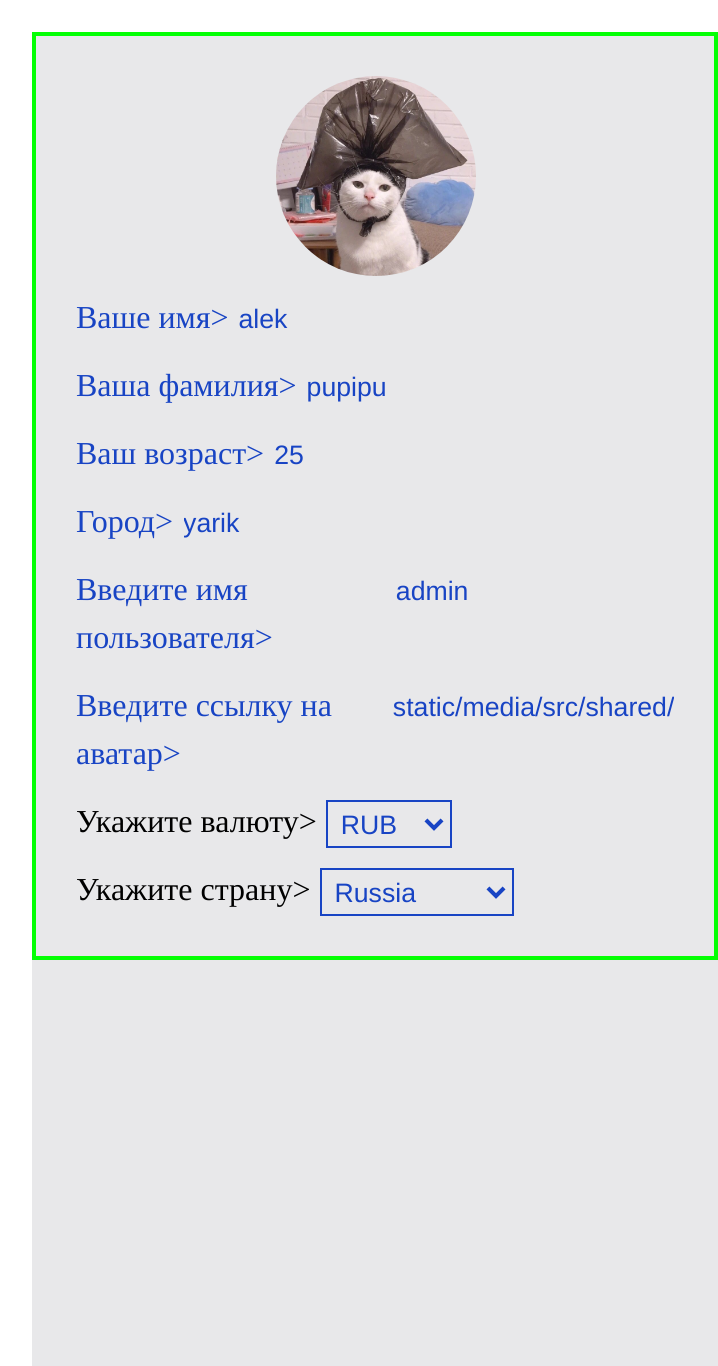 Ваше имя> alek
Ваша фамилия> pupipu
Ваш возраст> 25
Город> yarik
Введите имя admin
пользователя>
Введите ссылку на static/media/src/shared/
аватар>
Укажите валюту> RUB
Укажите страну> Russia